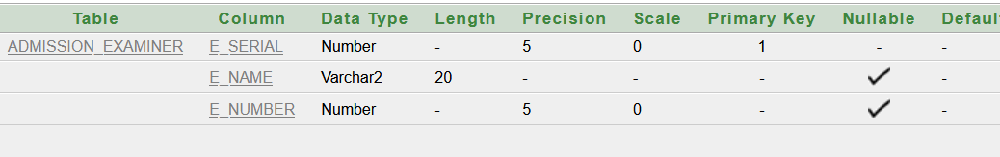 Table Column Data Type Length Precision Scale Primary Key Nullable Defaul
ADMISSION_EXAMINER E_SERIAL Number - 5 0 1 - -
E_NAME Varchar2 20 - - - -
E_NUMBER Number - 5 0 - -